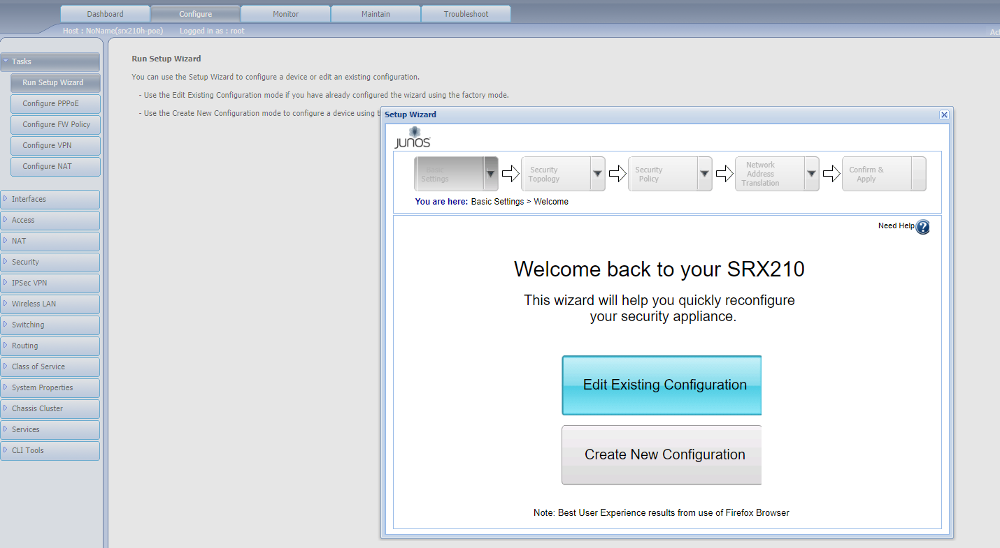 Dashboard
Configure
Monitor
Maintain
Troubleshoot
Host : NoName(srx210h-poe) Logged in as : root
Tasks
Run Setup Wizard
Configure PPPoE
Configure FW Policy
Configure VPN
Configure NAT
Interfaces
Access
NAT
Security
IPSec VPN
Wireless LAN
Switching
Routing
Class of Service
System Properties
Chassis Cluster
Services
CLI Tools
Run Setup Wizard
You can use the Setup Wizard to configure a device or edit an existing configuration.
- Use the Edit Existing Configuration mode if you have already configured the wizard using the factory mode.
- Use the Create New Configuration mode to configure a device using
Setup Wizard
JUNOS
Basic
Settings
Security
Topology
Security
Policy
Network
Address
Translation
Confirm &
Apply
You are here: Basic Settings > Welcome
Need Help
?
Welcome back to your SRX210
This wizard will help you quickly reconfigure
your security appliance.
Edit Existing Configuration
Create New Configuration
Note: Best User Experience results from use of Firefox Browser